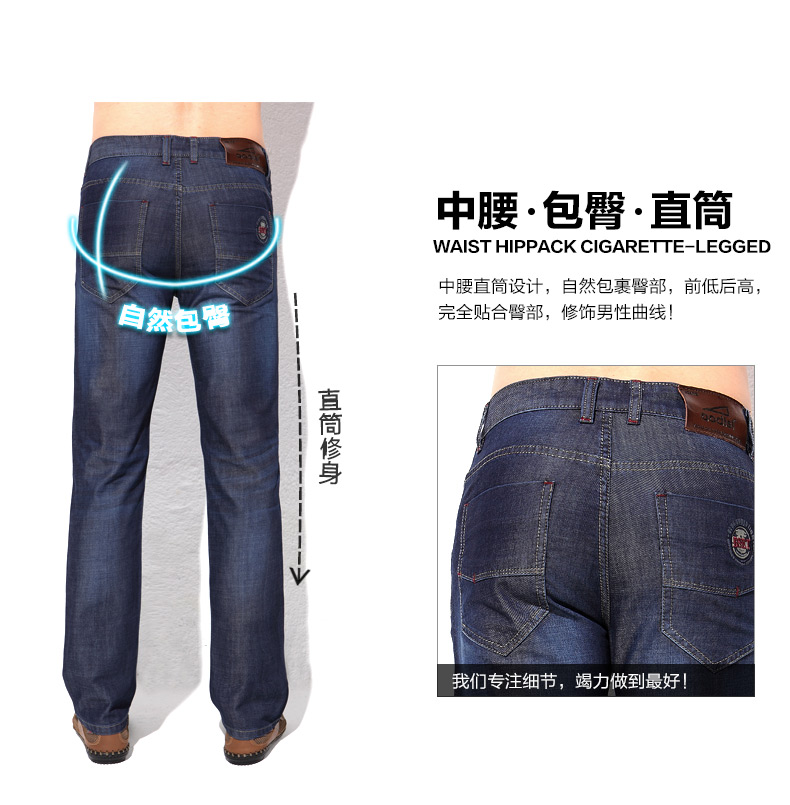 中腰·包臀·直筒
WAIST HIPPACK CIGARETTE-LEGGED
中腰直筒设计，自然包裹臀部，前低后高，
完全贴合臀部，修饰男性曲线！
自然包臀
直筒修身
我们专注细节，竭力做到最好！